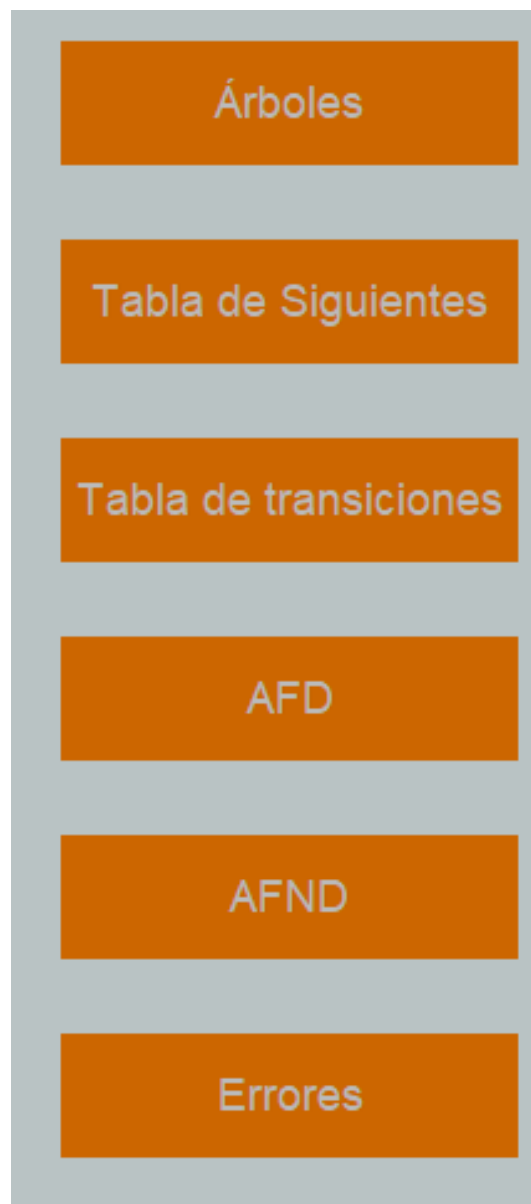 Árboles
Tabla de Siguientes
Tabla de transiciones
AFD
AFND
Errores